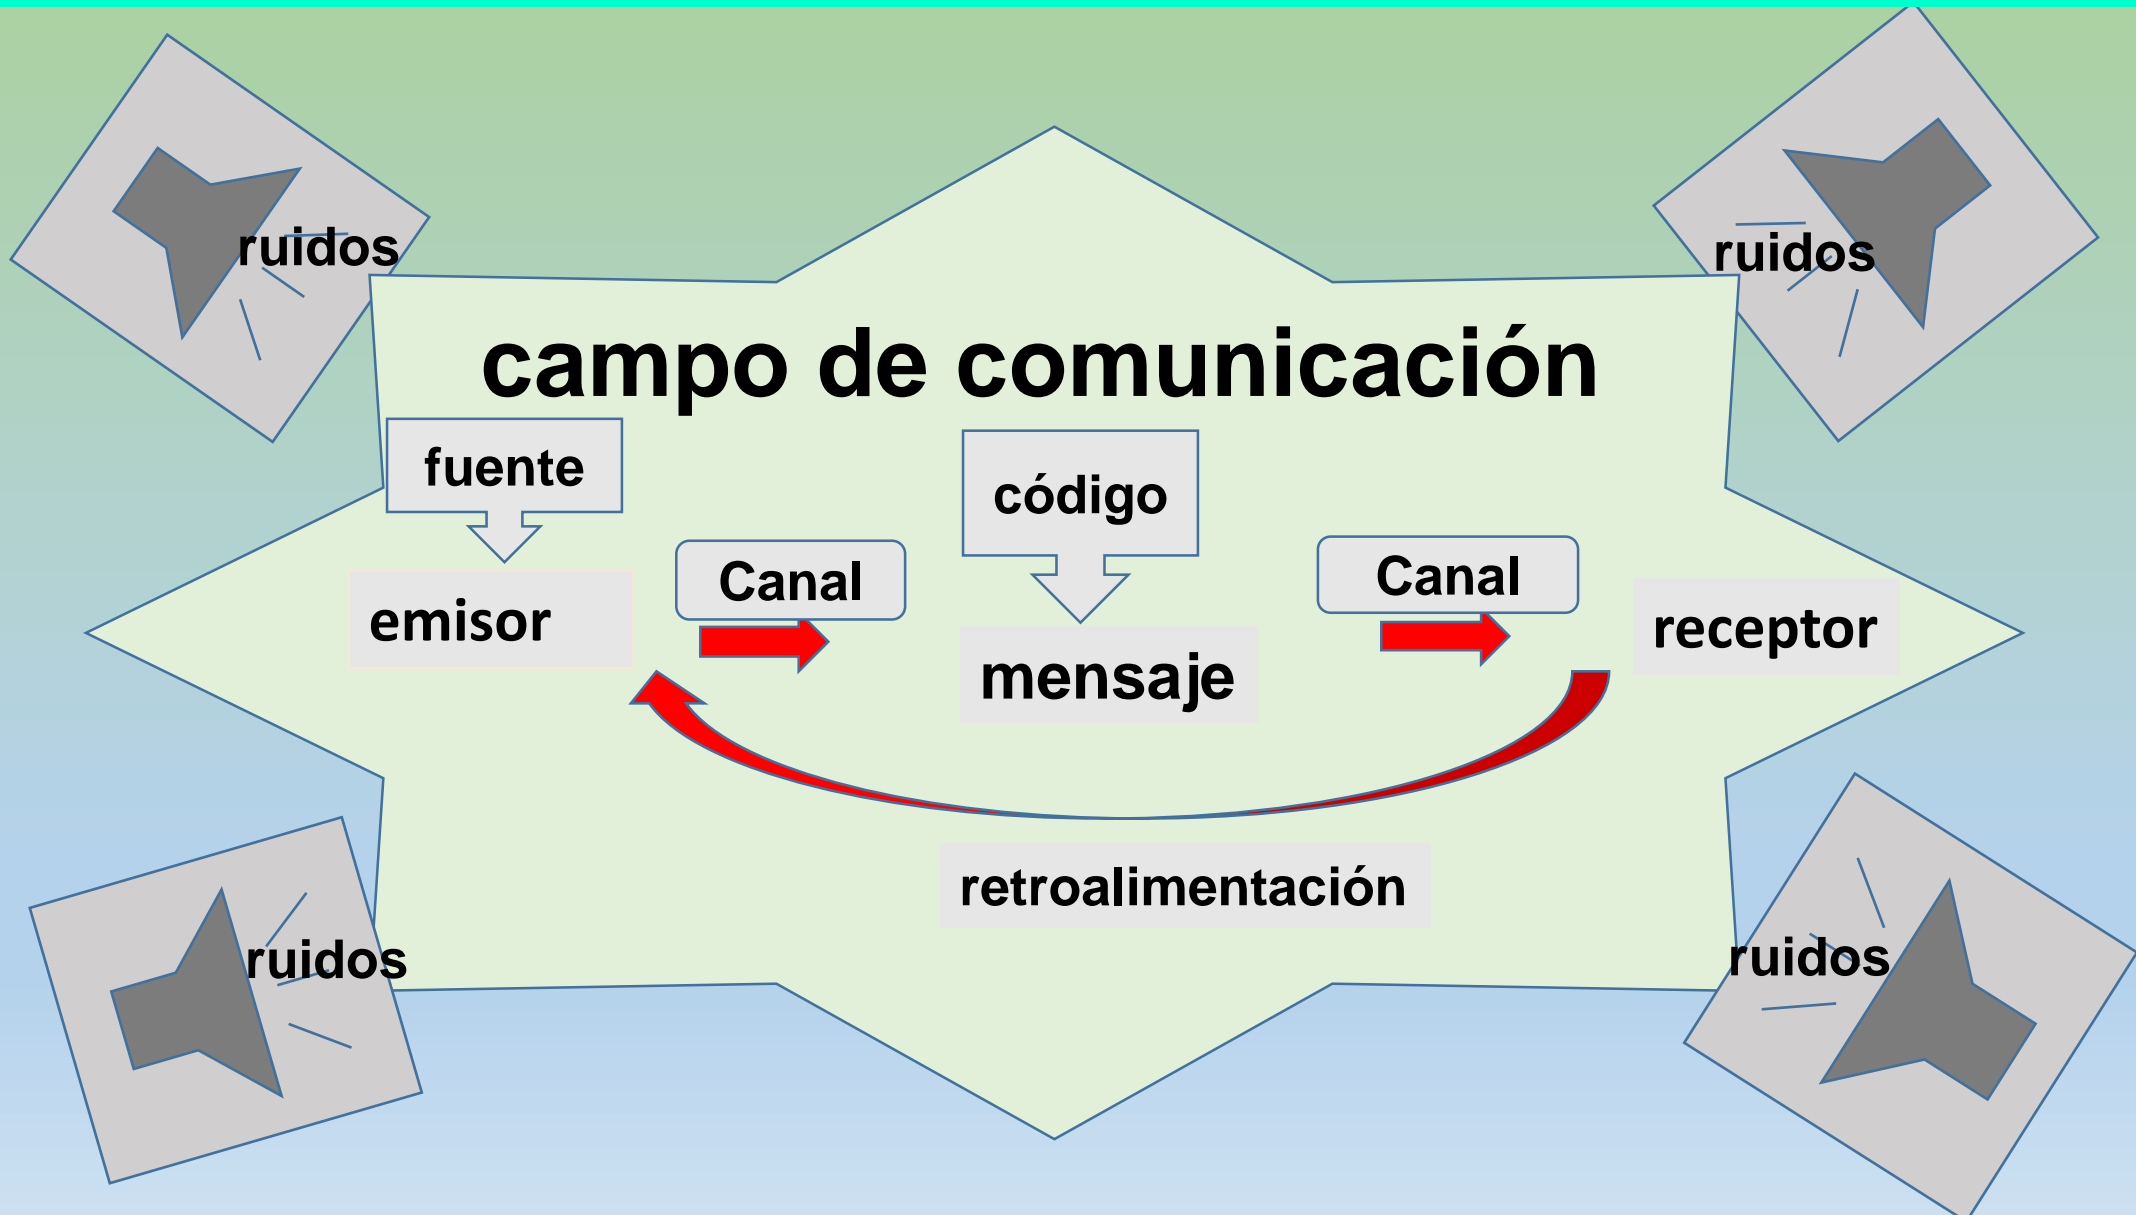 ruidos
ruidos
campo de comunicación
fuente
código
Canal
Canal
emisor
receptor
mensaje
retroalimentación
ruidos
ruidos